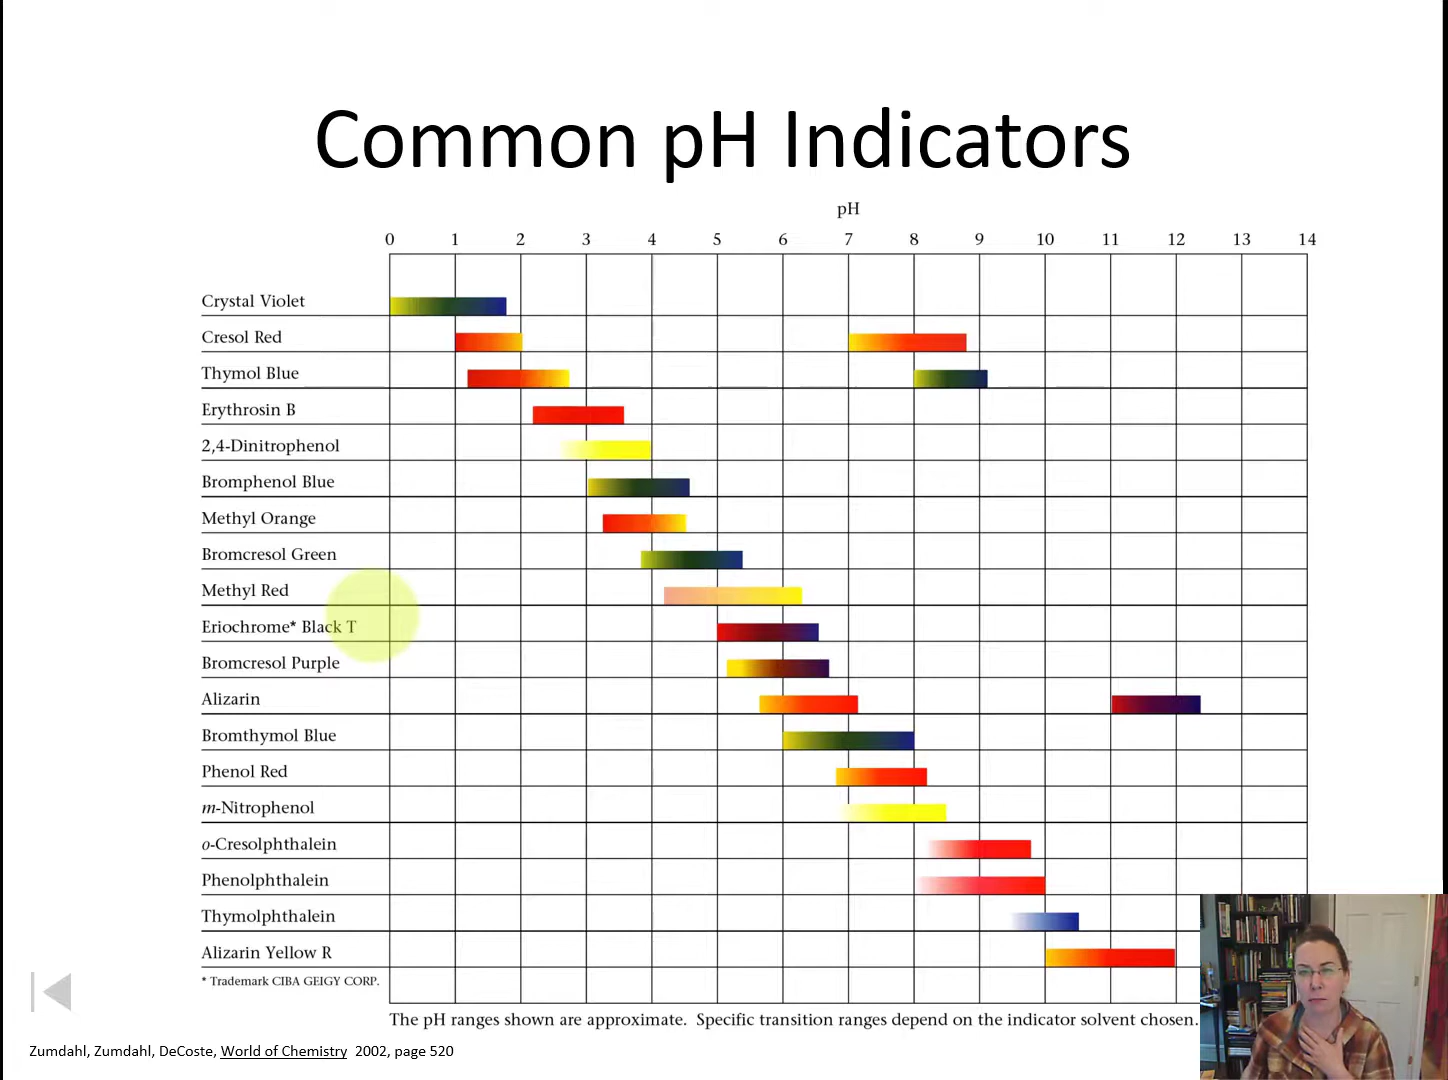 Common pH Indicators
pH
0 1 2 3 4 5 6 7 8 9 10 11 12 13 14
Crystal Violet
Cresol Red
Thymol Blue
Erythrosin B
2,4-Dinitrophenol
Bromphenol Blue
Methyl Orange
Bromcresol Green
Methyl Red
Eriochrome* Black T
Bromcresol Purple
Alizarin
Bromthymol Blue
Phenol Red
m-Nitrophenol
o-Cresolphthalein
Phenolphthalein
Thymolphthalein
Alizarin Yellow R
* Trademark CIBA GEIGY CORP.
The pH ranges shown are approximate. Specific transition ranges depend on the indicator solvent chosen.
Zumdahl, Zumdahl, DeCoste, World of Chemistry 2002, page 520